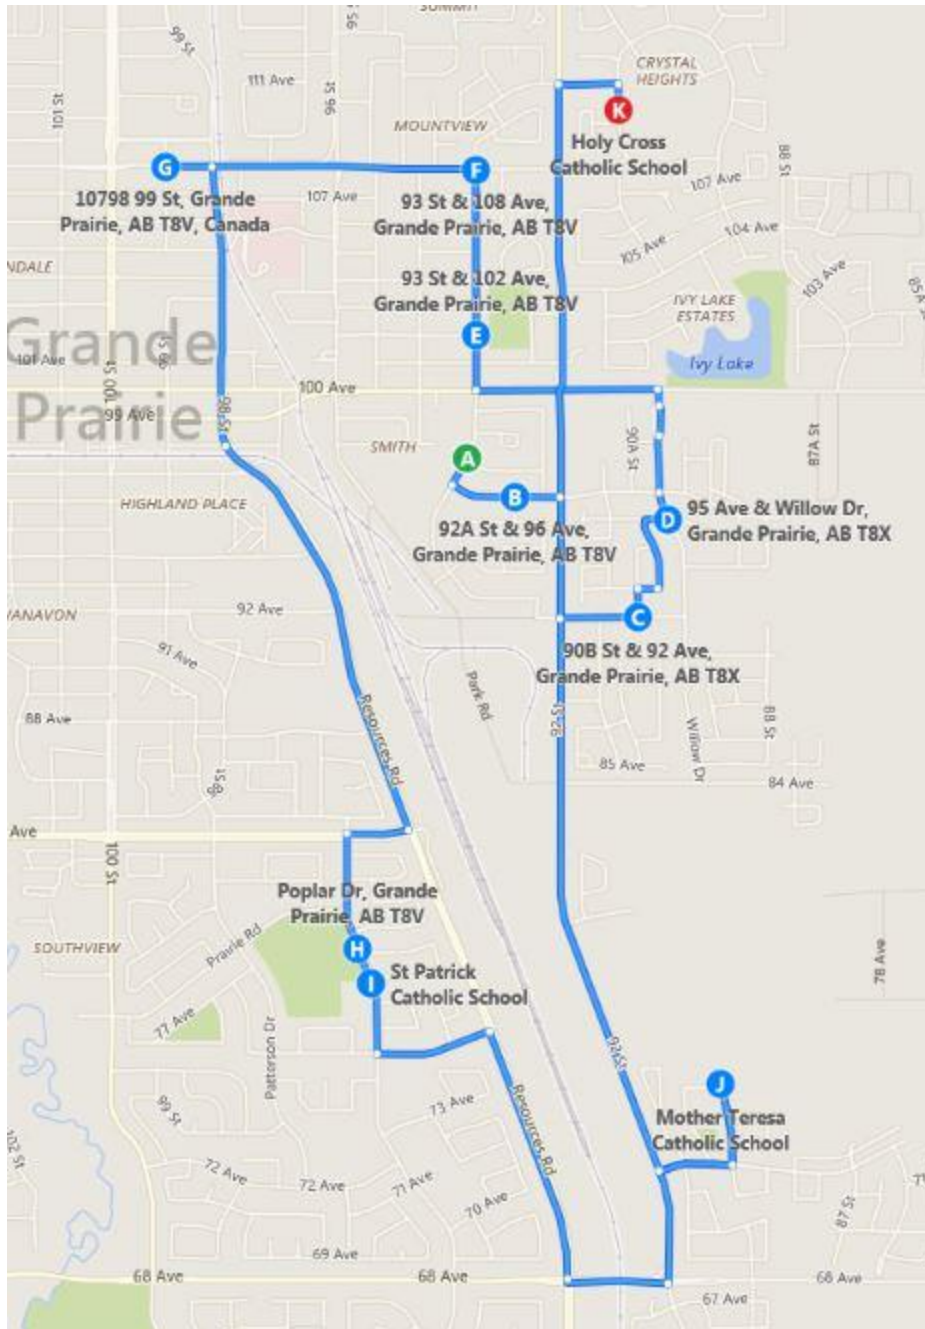 SUMMIT
99 St
95 St
CRYSTAL
HEIGHTS
111 Ave
96 St
101 St
K
MOUNTVIEW
Holy Cross
Catholic School
G
F
88 St
107 Ave
107 Ave
10798 99 St, Grande
Prairie, AB T8V, Canada
93 St & 108 Ave,
Grande Prairie, AB T8V
104 Ave
105 Ave
NDALE
93 St & 102 Ave,
Grande Prairie, AB T8V
103 Ave
85A
IVY LAKE
ESTATES
Grande
Prairie
E
101 Ave
99 St
Ivy Lake
100 St
100 Ave
98 St
99 Ave
SMITH
90A St
87A St
A
HIGHLAND PLACE
B
92A St & 96 Ave,
Grande Prairie, AB T8V
D
95 Ave & Willow Dr,
Grande Prairie, AB T8X
VANAVON
92 Ave
C
90B St & 92 Ave,
Grande Prairie, AB T8X
91 Ave
Park Rd
88 Ave
92 St
88 St
Willow Dr
Resources Rd
85 Ave
84 Ave
98 St
Ave
100 St
Poplar Dr, Grande
Prairie, AB T8V
SOUTHVIEW
Prairie Rd
H
78 Ave
I
St Patrick
Catholic School
77 Ave
Patterson Dr
92 St
J
Resources Rd
73 Ave
99 St
Mother Teresa
Catholic School
102 St
72 Ave
72 Ave
71 Ave
70 Ave
87 St
69 Ave
68 Ave
68 Ave
68 Ave
67 Ave